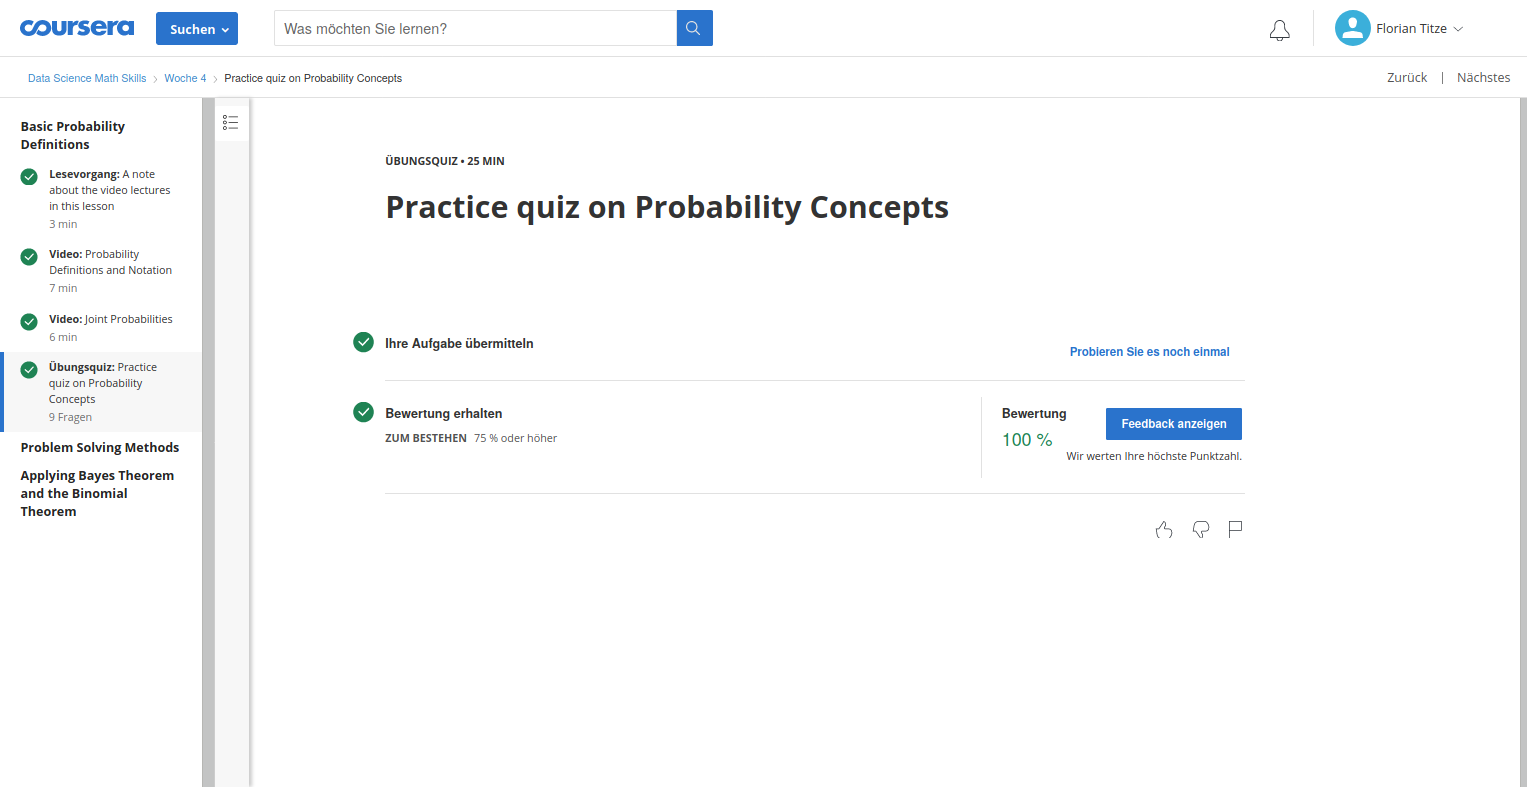 coursera
Suchen
Was möchten Sie lernen?
Florian Titze
Data Science Math Skills
Woche 4
Practice quiz on Probability Concepts
Zurück | Nächstes
Basic Probability
Definitions
Lesevorgang: A note
about the video lectures
in this lesson
3 min
Video: Probability
Definitions and Notation
7 min
Video: Joint Probabilities
6 min
Übungsquiz: Practice
quiz on Probability
Concepts
9 Fragen
Problem Solving Methods
Applying Bayes Theorem
and the Binomial
Theorem
ÜBUNGSQUIZ • 25 MIN
Practice quiz on Probability Concepts
Ihre Aufgabe übermitteln
Probieren Sie es noch einmal
Bewertung erhalten
ZUM BESTEHEN 75 % oder höher
Bewertung
100 %
Feedback anzeigen
Wir werten Ihre höchste Punktzahl.